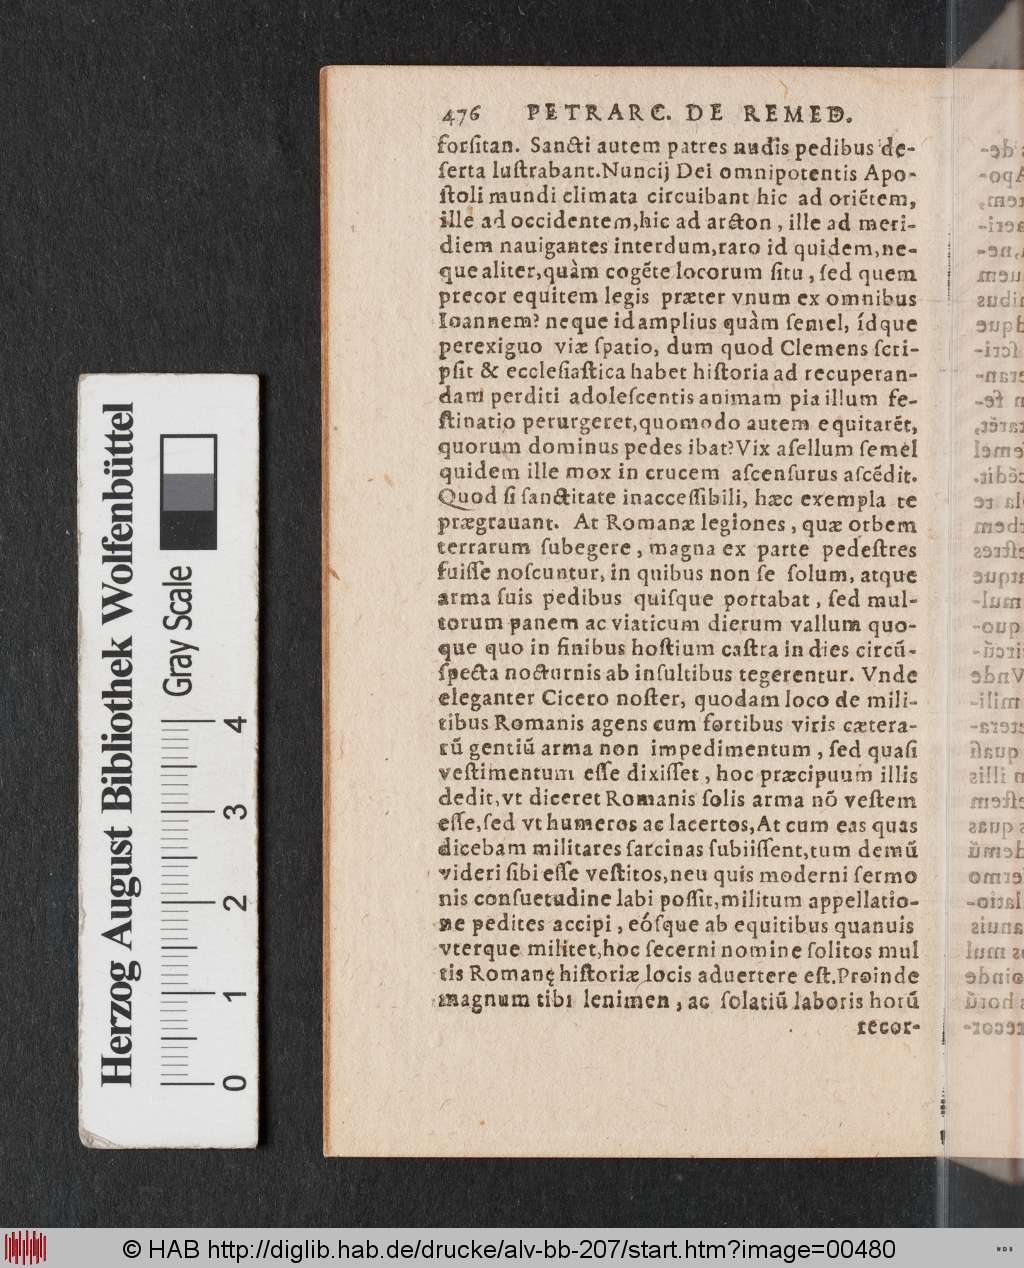 476 PETRARC. DE REMED.
forſitan. Sancti autem patres nudis pedibus de-
ſerta luſtrabant.Nuncij Dei omnipotentis Apo-
ſtoli mundi climata circuibant hic ad oriẽtem,
ille ad occidentem,hic ad arcton, ille ad meri-
diem nauigantes interdum,raro id quidem,ne-
que aliter,quàm cogẽte locorum ſitu, ſed quem
precor equitem legis præter vnum ex omnibus
Ioannem? neque id amplius quàm ſemel, ídque
perexiguo viæ ſpatio, dum quod Clemens ſcri-
pſit & eccleſiaſtica habet hiſtoria ad recuperan-
dam perditi adoleſcentis animam pia illum fe-
ſtinatio perurgeret,quomodo autem equitarẽt,
quorum dominus pedes ibat?Vix aſellum ſemel
quidem ille mox in crucem aſcenſurus aſcẽdit.
Quod ſi ſanctitate inacceſſibili, hæc exempla te
prægrauant. At Romanæ legiones, quæ orbem
terrarum ſubegere, magna ex parte pedeſtres
fuiſſe noſcuntur, in quibus non ſe ſolum, atque
arma ſuis pedibus quiſque portabat, ſed mul-
torum panem ac viaticum dierum vallum quo-
que quo in finibus hoſtium caſtra in dies circũ-
ſpecta nocturnis ab inſultibus tegerentur. Vnde
eleganter Cicero noſter, quodam loco de mili-
tibus Romanis agens cum fortibus viris cætera-
rũ gentiũ arma non impedimentum, ſed quaſi
veſtimentum eſſe dixiſſet, hoc præcipuum illis
dedit,vt diceret Romanis ſolis arma nõ veſtem
eſſe,ſed vt humeros ac lacertos,At cum eas quas
dicebam militares ſarcinas ſubiiſſent,tum demũ
videri ſibi eſſe veſtitos,neu quis moderni ſermo
nis conſuetudine labi poſſit,militum appellatio-
ne pedites accipi, eóſque ab equitibus quanuis
vterque militet,hoc ſecerni nomine ſolitos mul
tis Romanę hiſtoriæ locis aduertere eſt.Proinde
magnum tibi lenimen, ac ſolatiũ laboris horũ
recor-
Herzog August Bibliothek Wolfenbüttel
Gray Scale
0 1 2 3 4
© HAB http://diglib.hab.de/drucke/alv-bb-207/start.htm?image=00480